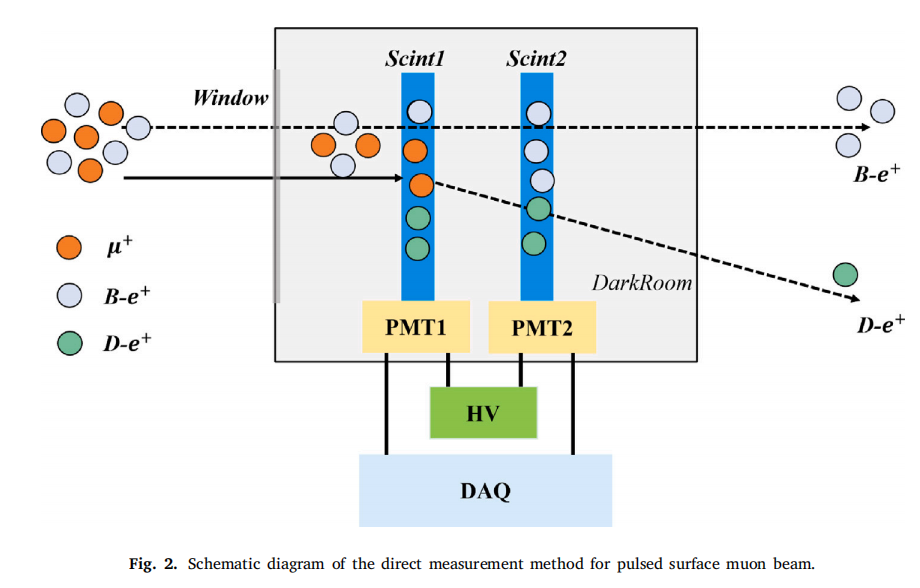 Scint1
Scint2
Window
B-e⁺
μ⁺
B-e⁺
D-e⁺
DarkRoom
D-e⁺
PMT1
PMT2
HV
DAQ
Fig. 2. Schematic diagram of the direct measurement method for pulsed surface muon beam.